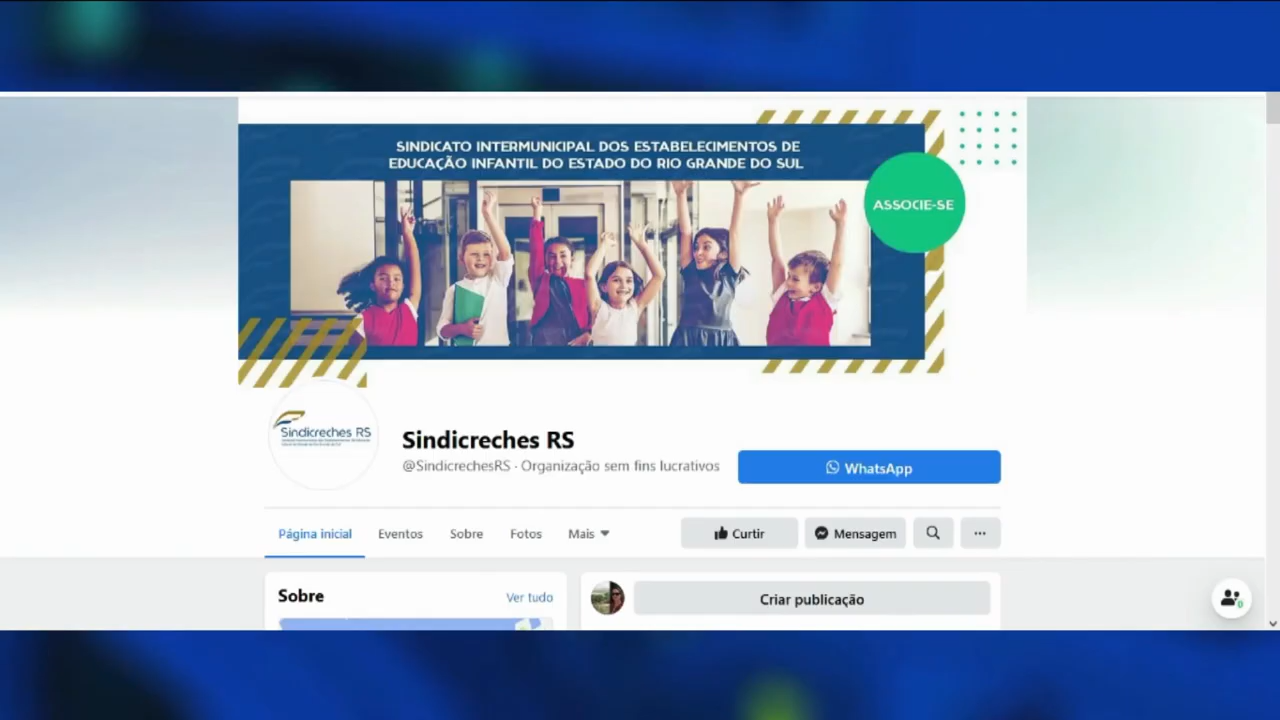 SINDICATO INTERMUNICIPAL DOS ESTABELECIMENTOS DE
EDUCAÇÃO INFANTIL DO ESTADO DO RIO GRANDE DO SUL
ASSOCIE-SE
Sindicreches RS
Sindicreches RS
@SindicrechesRS · Organização sem fins lucrativos
WhatsApp
Página inicial
Eventos
Sobre
Fotos
Mais
Curtir
Mensagem
Sobre
Ver tudo
Criar publicação
0